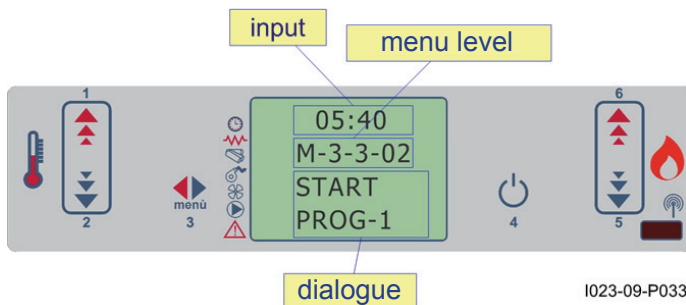 input
menu level
1
6
05:40
M-3-3-02
START
PROG-1
menù
2
3
4
5
dialogue
I023-09-P033